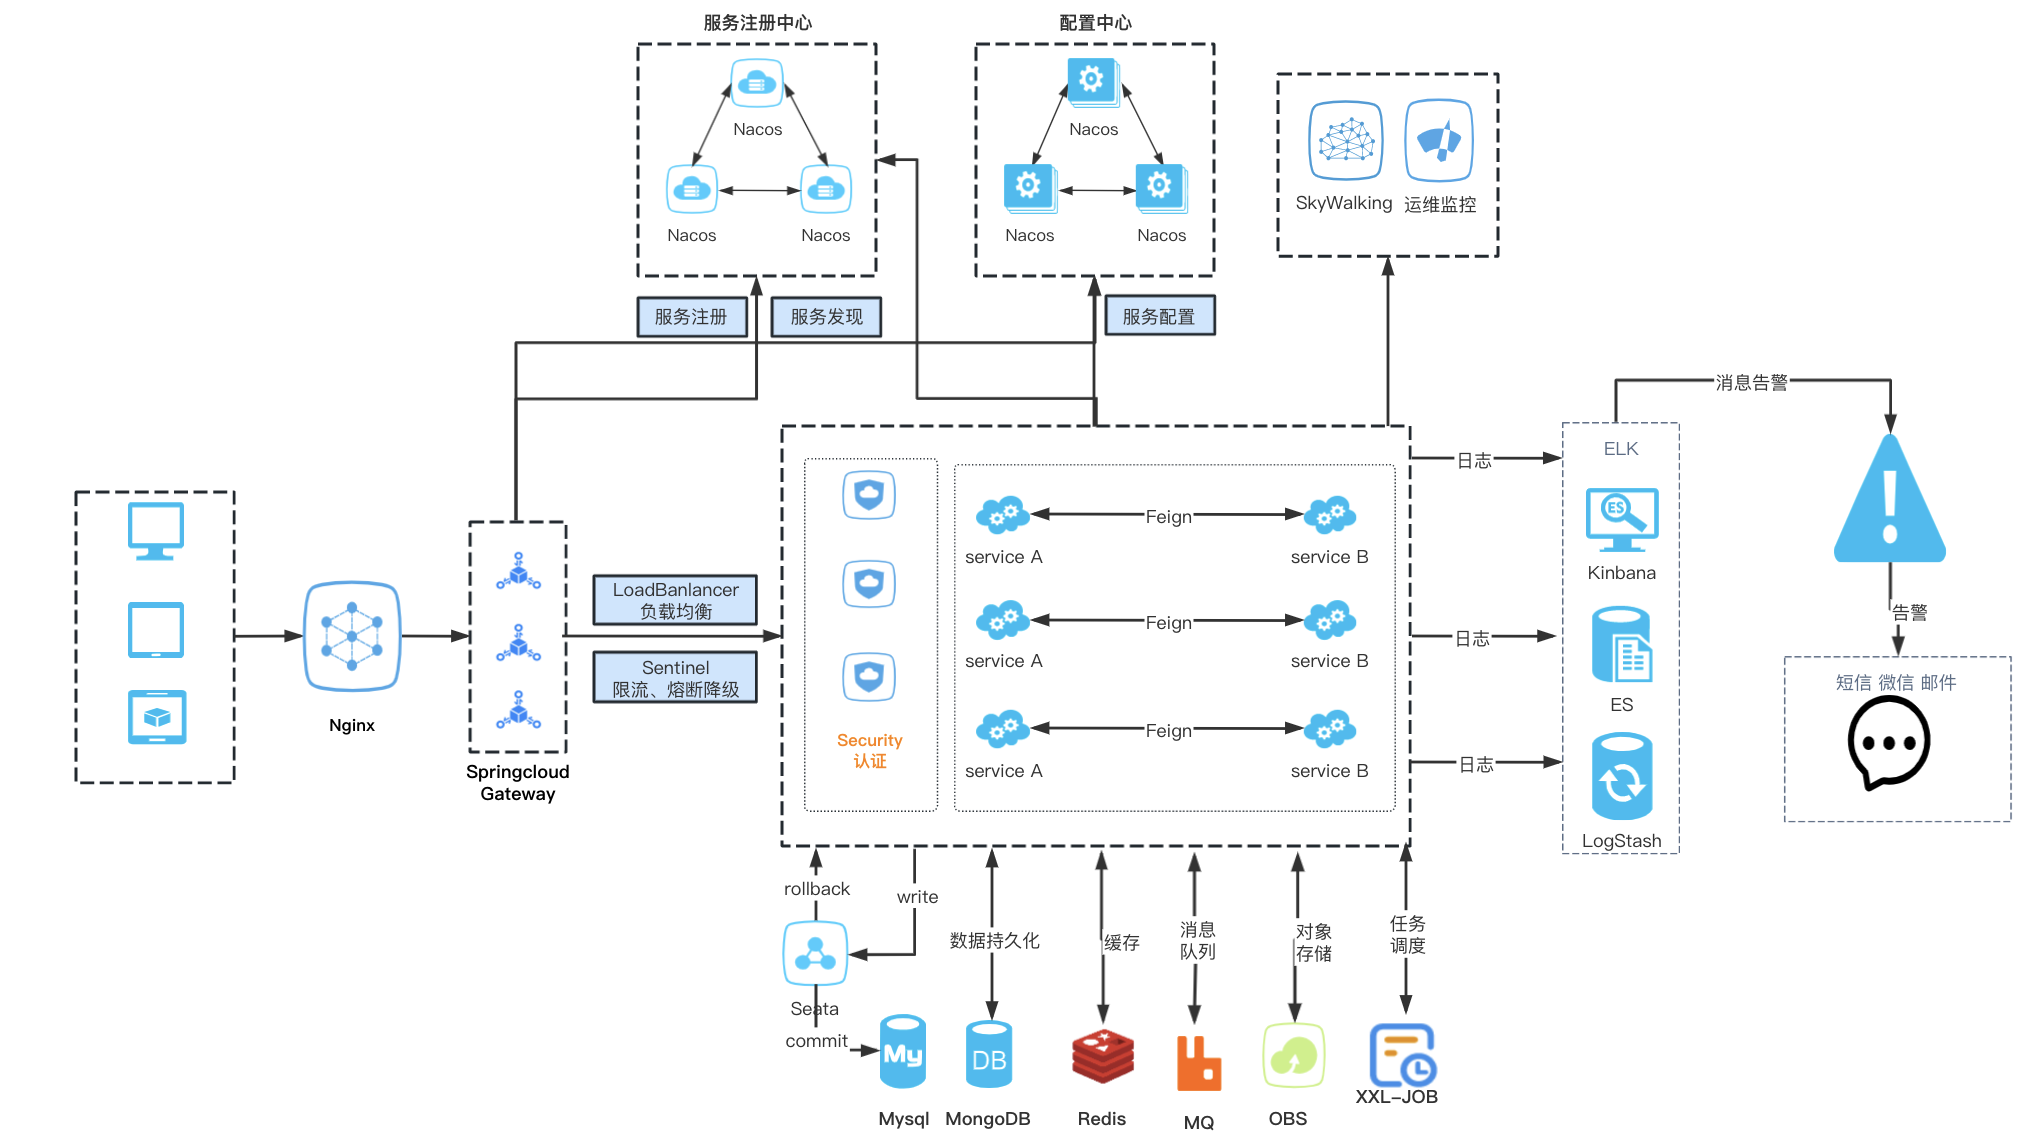 服务注册中心
配置中心
Nacos
Nacos
Nacos
Nacos
Nacos
Nacos
SkyWalking
运维监控
服务注册
服务发现
服务配置
消息告警
ELK
Kinbana
ES
ES
LogStash
日志
日志
日志
告警
短信 微信 邮件
Nginx
Springcloud
Gateway
LoadBanlancer
负载均衡
Sentinel
限流、熔断降级
Security
认证
service A
Feign
service B
service A
Feign
service B
service A
Feign
service B
rollback
write
Seata
commit
数据持久化
缓存
消息
队列
对象
存储
任务
调度
My
DB
Mysql
MongoDB
Redis
MQ
OBS
XXL-JOB